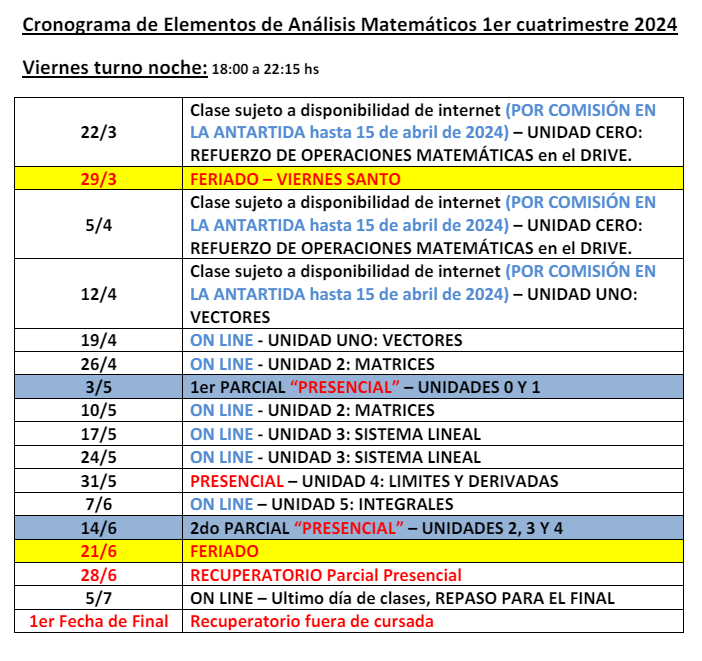 Cronograma de Elementos de Análisis Matemáticos 1er cuatrimestre 2024
Viernes turno noche: 18:00 a 22:15 hs
22/3
Clase sujeto a disponibilidad de internet (POR COMISIÓN EN
LA ANTARTIDA hasta 15 de abril de 2024) – UNIDAD CERO:
REFUERZO DE OPERACIONES MATEMÁTICAS en el DRIVE.
29/3
FERIADO – VIERNES SANTO
5/4
Clase sujeto a disponibilidad de internet (POR COMISIÓN EN
LA ANTARTIDA hasta 15 de abril de 2024) – UNIDAD CERO:
REFUERZO DE OPERACIONES MATEMÁTICAS en el DRIVE.
12/4
Clase sujeto a disponibilidad de internet (POR COMISIÓN EN
LA ANTARTIDA hasta 15 de abril de 2024) – UNIDAD UNO:
VECTORES
19/4
ON LINE - UNIDAD UNO: VECTORES
26/4
ON LINE - UNIDAD 2: MATRICES
3/5
1er PARCIAL “PRESENCIAL” – UNIDADES 0 Y 1
10/5
ON LINE - UNIDAD 2: MATRICES
17/5
ON LINE - UNIDAD 3: SISTEMA LINEAL
24/5
ON LINE - UNIDAD 3: SISTEMA LINEAL
31/5
PRESENCIAL – UNIDAD 4: LIMITES Y DERIVADAS
7/6
ON LINE – UNIDAD 5: INTEGRALES
14/6
2do PARCIAL “PRESENCIAL” – UNIDADES 2, 3 Y 4
21/6
FERIADO
28/6
RECUPERATORIO Parcial Presencial
5/7
ON LINE – Ultimo día de clases, REPASO PARA EL FINAL
1er Fecha de Final
Recuperatorio fuera de cursada